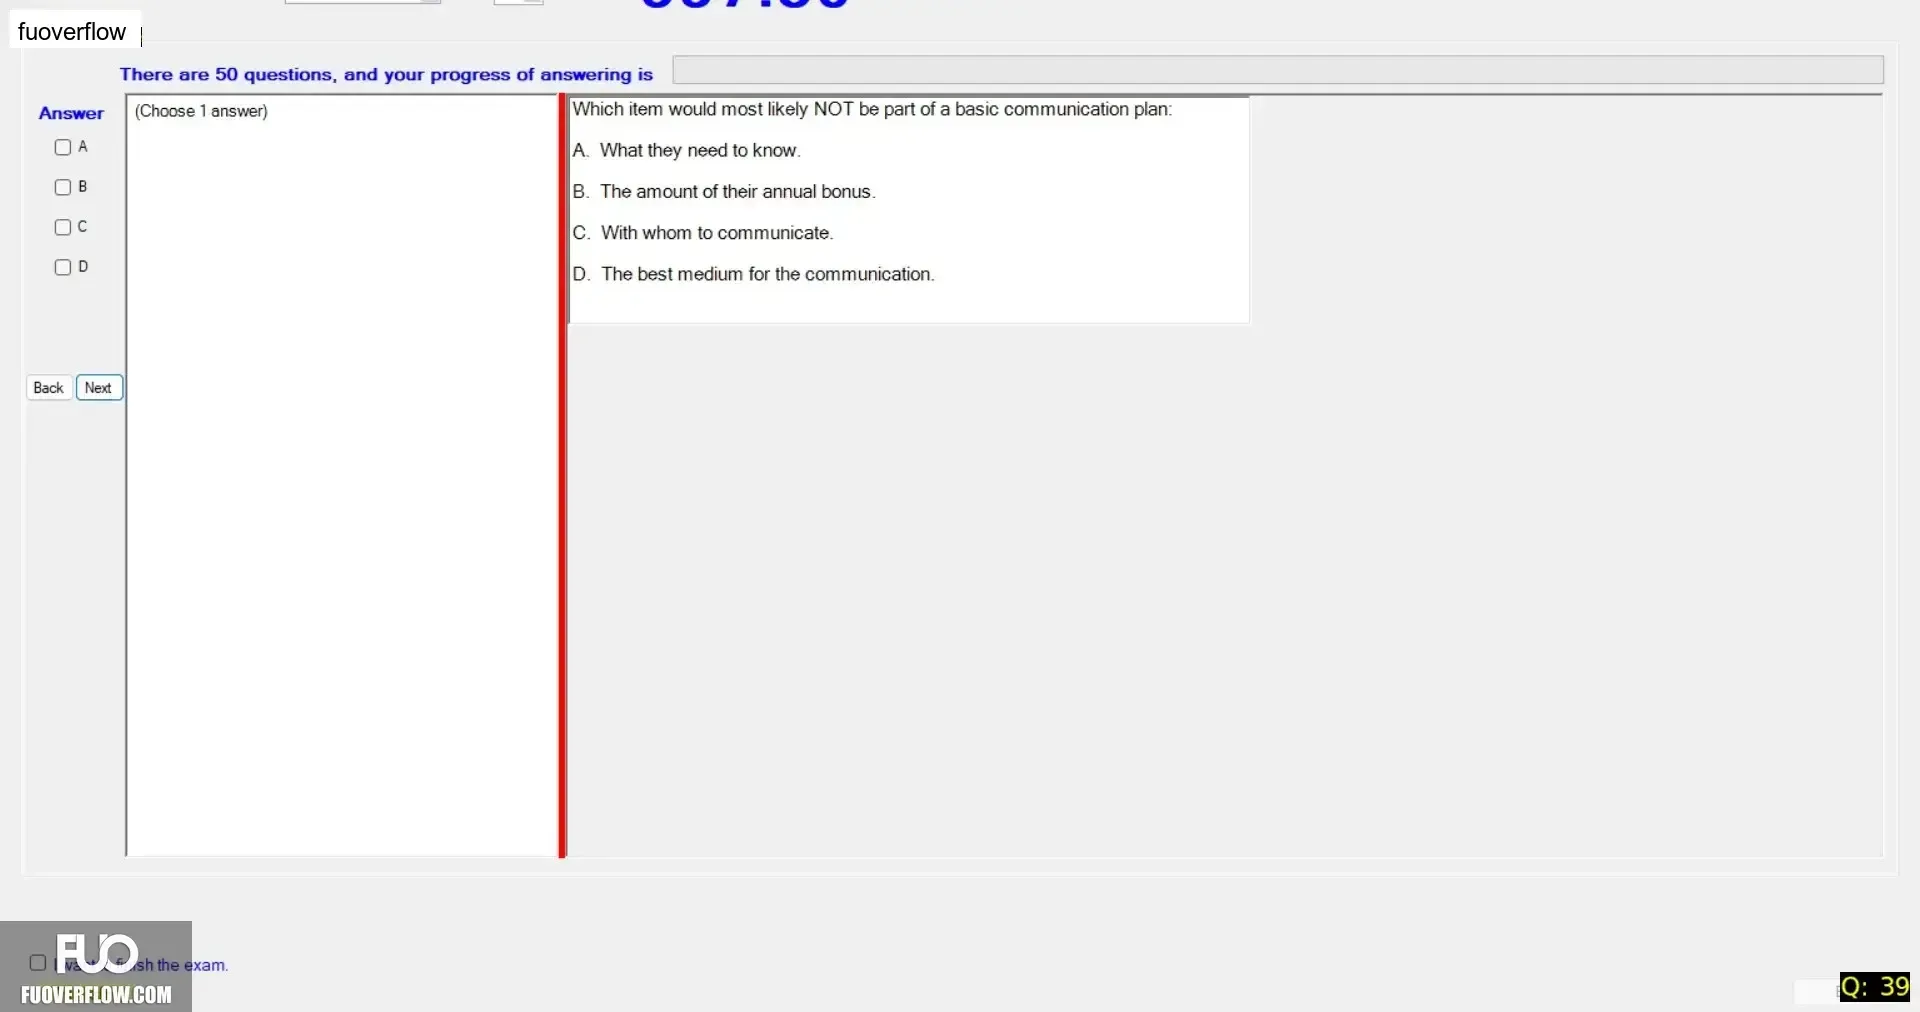 fuoverflow
There are 50 questions, and your progress of answering is
Answer
(Choose 1 answer)
A
B
C
D
Back Next
Which item would most likely NOT be part of a basic communication plan:
A. What they need to know.
B. The amount of their annual bonus.
C. With whom to communicate.
D. The best medium for the communication.
FUO
the exam.
FUOVERFLOW.COM
Q: 39